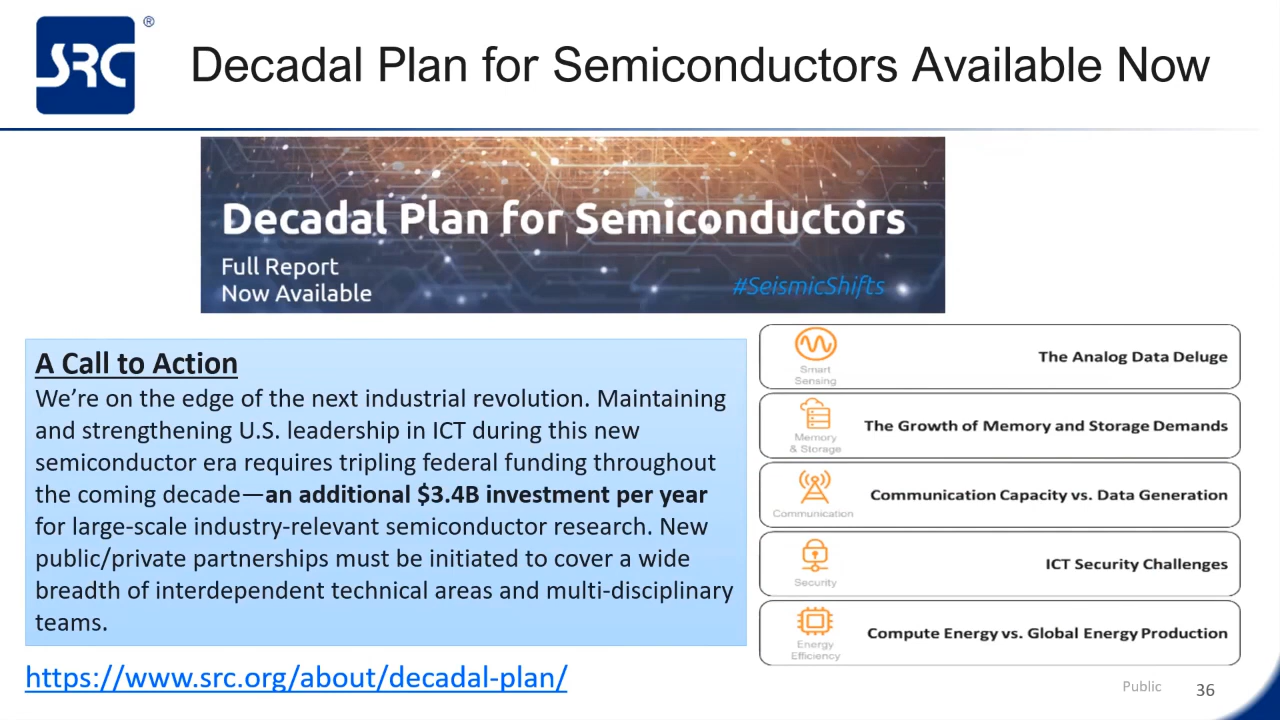 SRC ®
Decadal Plan for Semiconductors Available Now
Decadal Plan for Semiconductors
Full Report
Now Available
#SeismicShifts
A Call to Action
We’re on the edge of the next industrial revolution. Maintaining
and strengthening U.S. leadership in ICT during this new
semiconductor era requires tripling federal funding throughout
the coming decade—an additional $3.4B investment per year
for large-scale industry-relevant semiconductor research. New
public/private partnerships must be initiated to cover a wide
breadth of interdependent technical areas and multi-disciplinary
teams.
https://www.src.org/about/decadal-plan/
Smart
Sensing
The Analog Data Deluge
Memory
& Storage
The Growth of Memory and Storage Demands
Communication
Communication Capacity vs. Data Generation
Security
ICT Security Challenges
Energy
Efficiency
Compute Energy vs. Global Energy Production
Public
36